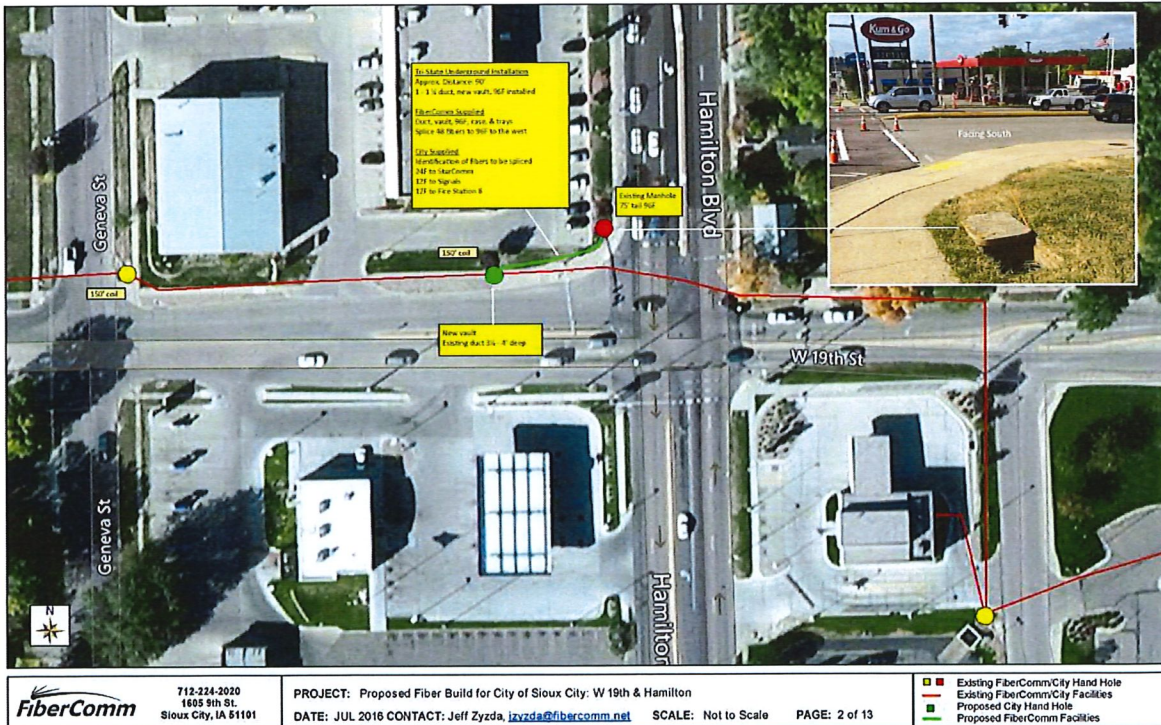 Tri-State Underground Installation
Approx. Distance: 90'
1 - 1 ¼ duct, new vault, 96F installed
FiberComm Supplied
Duct, vault, 96F, case, & trays
Splice 48 fibers to 96F to the west
City Supplied
Identification of fibers to be spliced
24F to StarComm
12F to Signals
12F to Fire Station 8
Kum & Go
Facing South
Existing Manhole
75' tail 96F
Hamilton Blvd
Geneva St
150' coil
150' coil
New vault
Existing duct 3½ - 4' deep
W 19th St
Geneva St
Hamilton
N
FiberComm
712-224-2020
1605 9th St.
Sioux City, IA 51101
PROJECT: Proposed Fiber Build for City of Sioux City: W 19th & Hamilton
DATE: JUL 2016 CONTACT: Jeff Zyzda, jzyzda@fibercomm.net SCALE: Not to Scale PAGE: 2 of 13
Existing FiberComm/City Hand Hole
Existing FiberComm/City Facilities
Proposed City Hand Hole
Proposed FiberComm Facilities